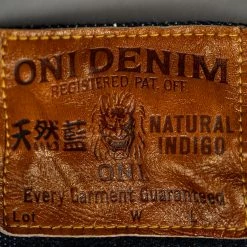 ONI DENIM
REGISTERED PAT. OFF.
天然藍
NATURAL
INDIGO
ONI
Every Garment Guaranteed
Lot W L